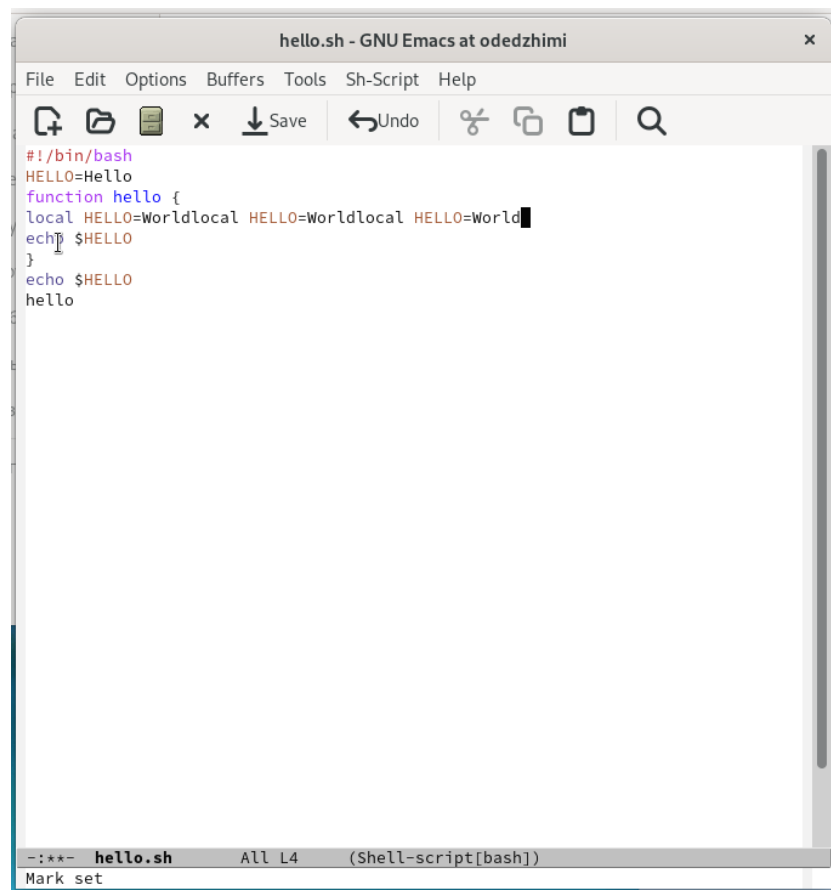 hello.sh - GNU Emacs at odedzhimi ×
File Edit Options Buffers Tools Sh-Script Help
Save Undo
#!/bin/bash
HELLO=Hello
function hello {
local HELLO=Worldlocal HELLO=Worldlocal HELLO=World
echo $HELLO
}
echo $HELLO
hello
-:**- hello.sh All L4 (Shell-script[bash])
Mark set